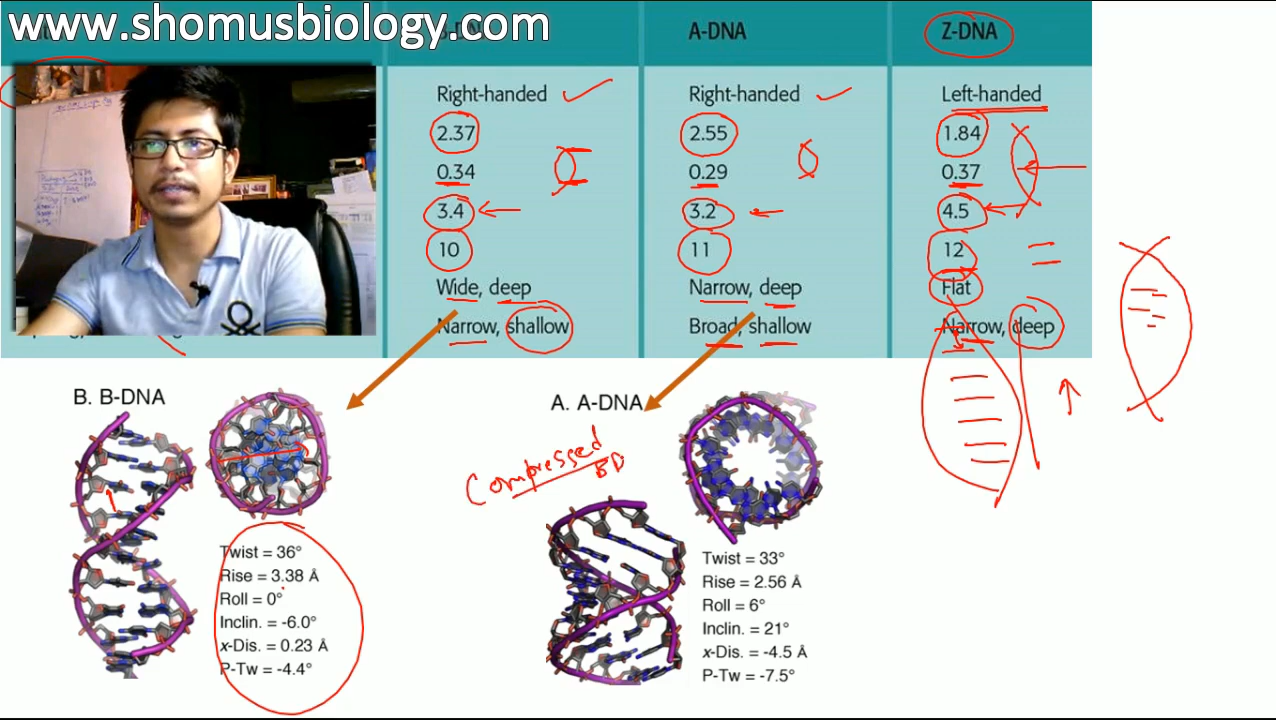 www.shomusbiology.com
A-DNA
Z-DNA
Right-handed
Right-handed
Left-handed
2.37
2.55
1.84
0.34
0.29
0.37
3.4
3.2
4.5
10
11
12
Wide, deep
Narrow, deep
Flat
Narrow, shallow
Broad, shallow
Narrow, deep
B. B-DNA
A. A-DNA
Compressed
BD
Twist = 36°
Rise = 3.38 Å
Roll = 0°
Inclin. = -6.0°
x-Dis. = 0.23 Å
P-Tw = -4.4°
Twist = 33°
Rise = 2.56 Å
Roll = 6°
Inclin. = 21°
x-Dis. = -4.5 Å
P-Tw = -7.5°